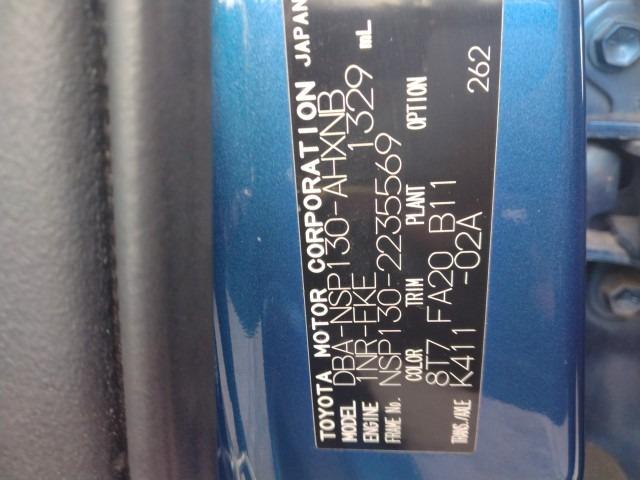 TOYOTA MOTOR CORPORATION JAPAN
MODEL DBA-NSP130-AHXNB
ENGINE 1NR-FKE 1329 mL
FRAME No. NSP130-2235569
COLOR TRIM PLANT OPTION
8T7 FA20 B11
TRANS./AXLE K411 -02A 262